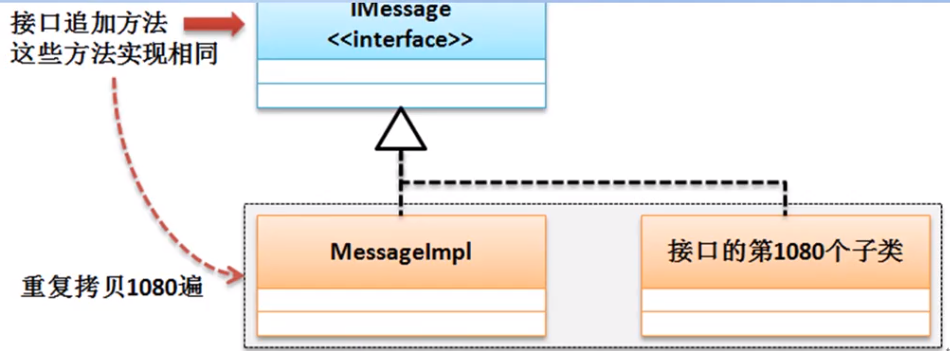 接口追加方法
这些方法实现相同
IMessage
<<interface>>
MessageImpl
接口的第1080个子类
重复拷贝1080遍